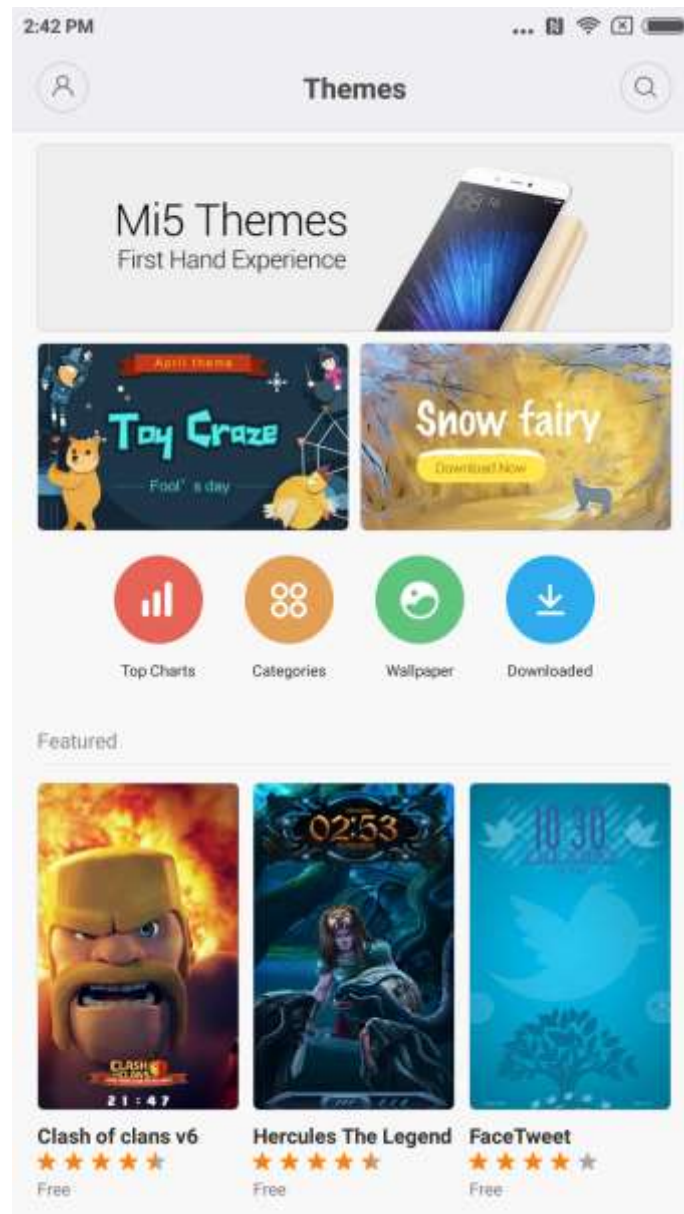 2:42 PM
Themes
Mi5 Themes
First Hand Experience
April theme
Toy Craze
Fool's day
Snow fairy
Download Now
Top Charts
Categories
Wallpaper
Downloaded
Featured
02:53
10 30
CLASH
OF CLANS
21:47
Clash of clans v6
Hercules The Legend
FaceTweet
Free
Free
Free